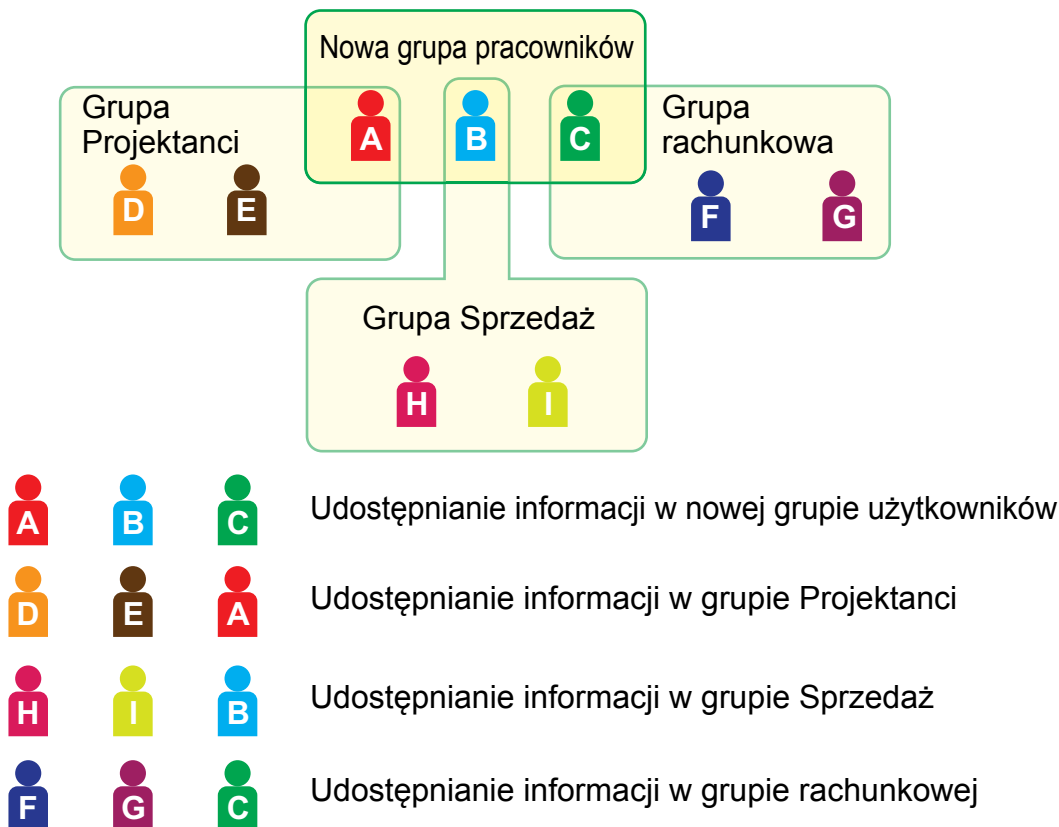 Nowa grupa pracowników
Grupa
Projektanci
A
B
C
Grupa
rachunkowa
D
E
F
G
Grupa Sprzedaż
H
I
A B C Udostępnianie informacji w nowej grupie użytkowników
D E A Udostępnianie informacji w grupie Projektanci
H I B Udostępnianie informacji w grupie Sprzedaż
F G C Udostępnianie informacji w grupie rachunkowej